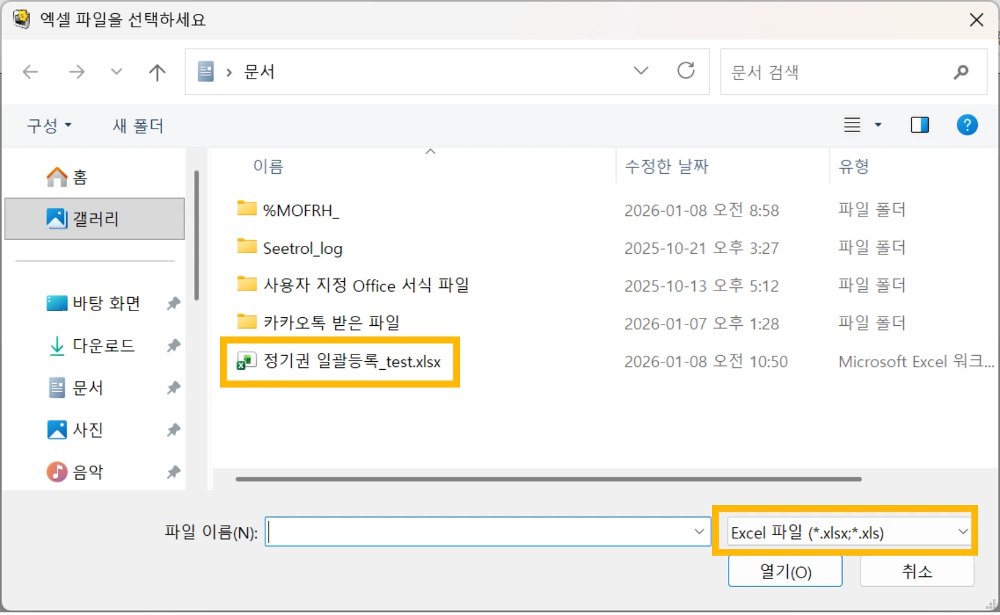 엑셀 파일을 선택하세요
문서
문서 검색
구성
새 폴더
이름
수정한 날짜
유형
홈
갤러리
바탕 화면
다운로드
문서
사진
음악
%MOFRH_
2026-01-08 오전 8:58
파일 폴더
Seetrol_log
2025-10-21 오후 3:27
파일 폴더
사용자 지정 Office 서식 파일
2025-10-13 오후 5:12
파일 폴더
카카오톡 받은 파일
2026-01-07 오후 1:28
파일 폴더
정기권 일괄등록_test.xlsx
2026-01-08 오전 10:50
Microsoft Excel 워크...
파일 이름(N):
Excel 파일 (*.xlsx;*.xls)
열기(O)
취소